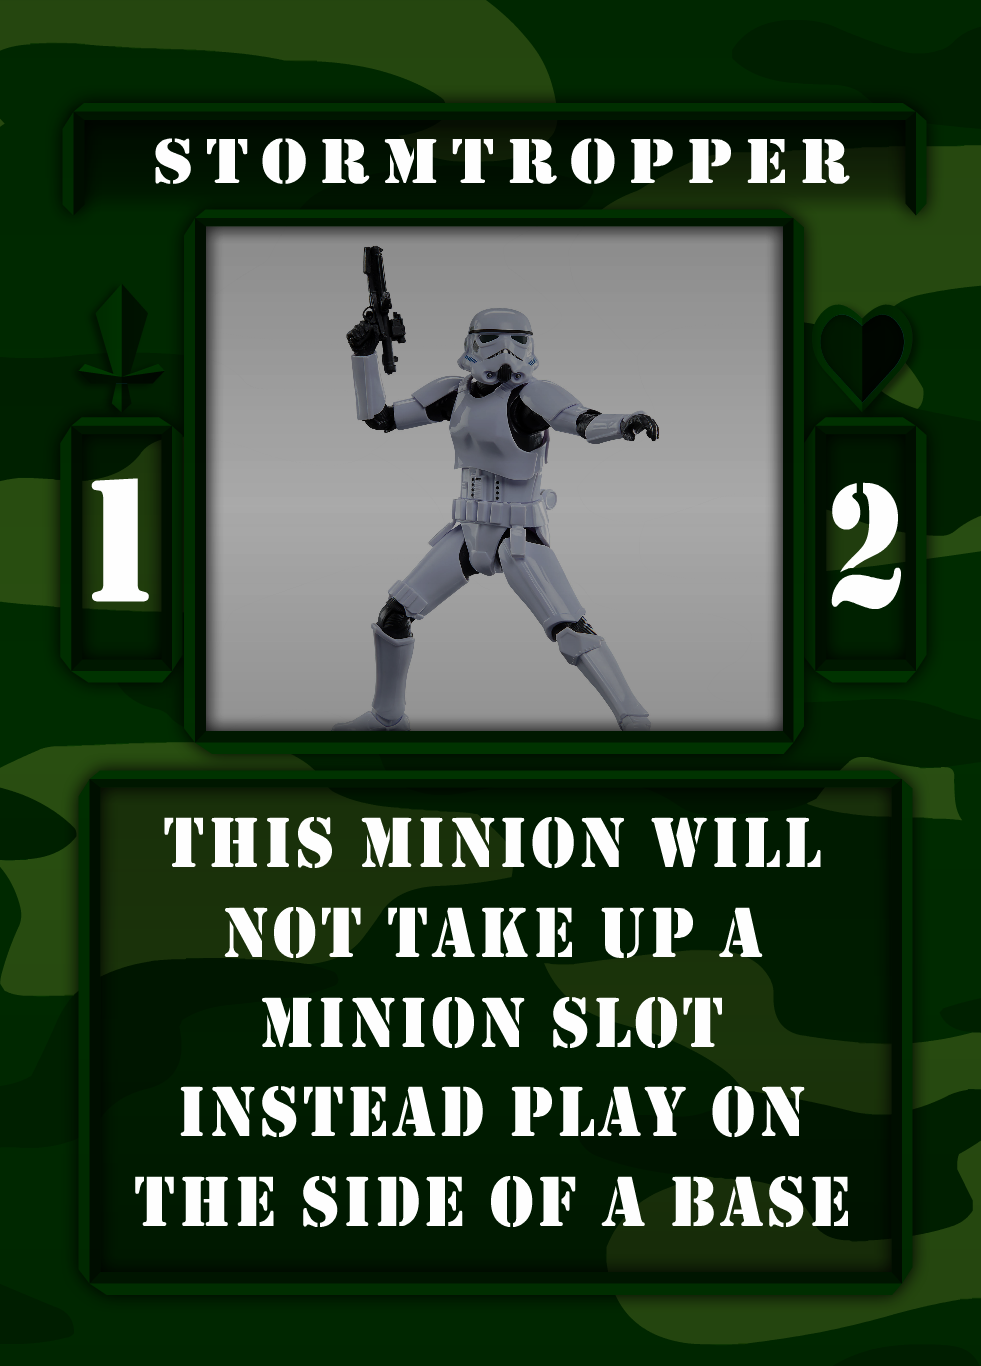 STORMTROPPER
1
2
THIS MINION WILL
NOT TAKE UP A
MINION SLOT
INSTEAD PLAY ON
THE SIDE OF A BASE